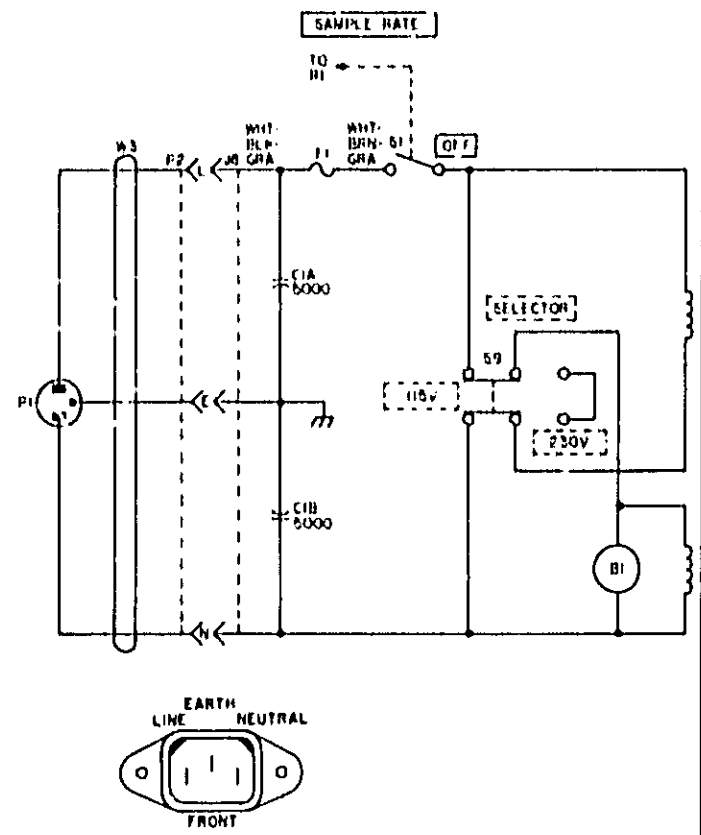 SAMPLE RATE
TO
R1
W3
P2
J8
WHT-
BLK-
GRA
F1
WHT-
BRN-
GRA
S1
OFF
L
C1A
5000
SELECTOR
S9
P1
E
115V
230V
C1B
5000
B1
N
EARTH
LINE NEUTRAL
FRONT